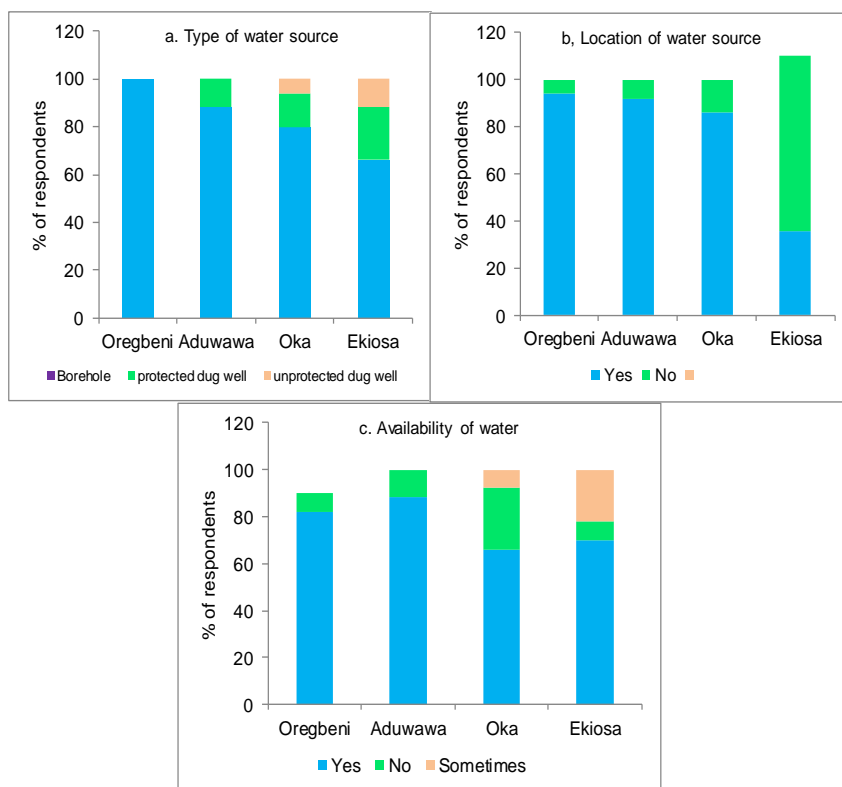 a. Type of water source
% of respondents
120
100
80
60
40
20
0
Oregbeni Aduwawa Oka Ekiosa
Borehole protected dug well unprotected dug well
b, Location of water source
% of respondents
120
100
80
60
40
20
0
Oregbeni Aduwawa Oka Ekiosa
Yes No
c. Availability of water
% of respondents
120
100
80
60
40
20
0
Oregbeni Aduwawa Oka Ekiosa
Yes No Sometimes